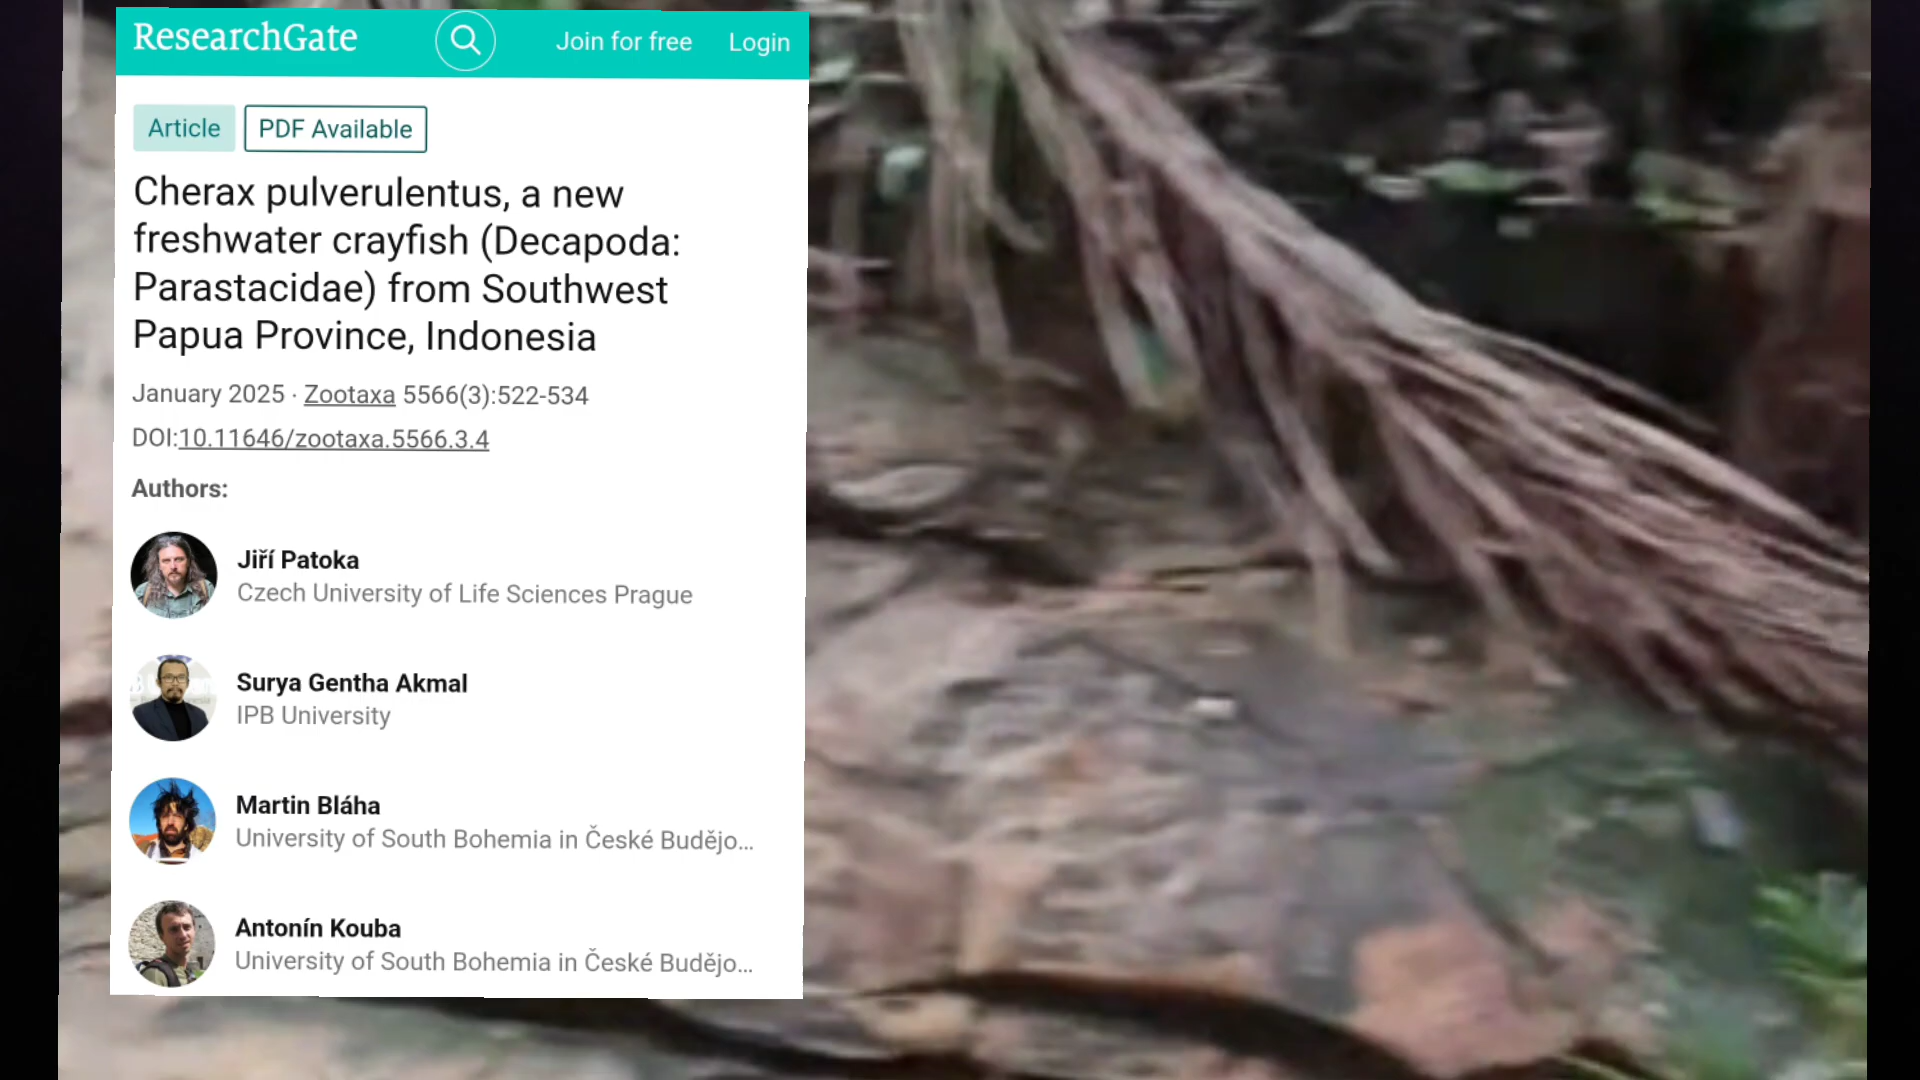 ResearchGate
Join for free
Login
Article
PDF Available
Cherax pulverulentus, a new
freshwater crayfish (Decapoda:
Parastacidae) from Southwest
Papua Province, Indonesia
January 2025 · Zootaxa 5566(3):522-534
DOI:10.11646/zootaxa.5566.3.4
Authors:
Jiří Patoka
Czech University of Life Sciences Prague
Surya Gentha Akmal
IPB University
Martin Bláha
University of South Bohemia in České Budějo...
Antonín Kouba
University of South Bohemia in České Budějo...